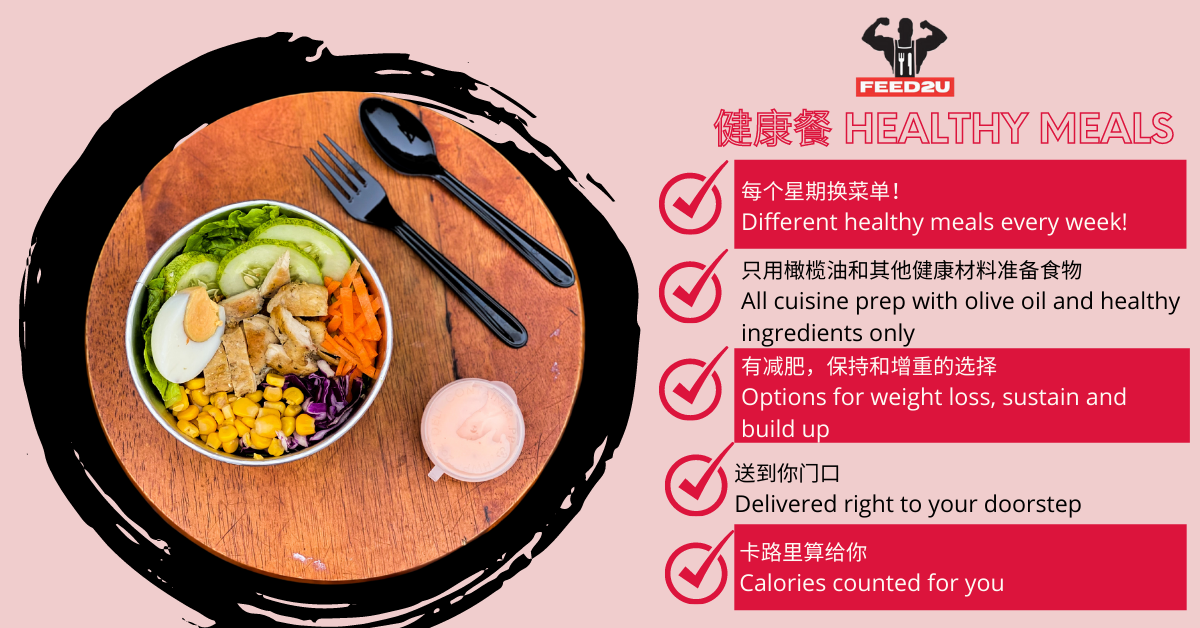 FEED2U
健康餐 HEALTHY MEALS
每个星期换菜单！
Different healthy meals every week!
只用橄榄油和其他健康材料准备食物
All cuisine prep with olive oil and healthy
ingredients only
有减肥，保持和增重的选择
Options for weight loss, sustain and
build up
送到你门口
Delivered right to your doorstep
卡路里算给你
Calories counted for you